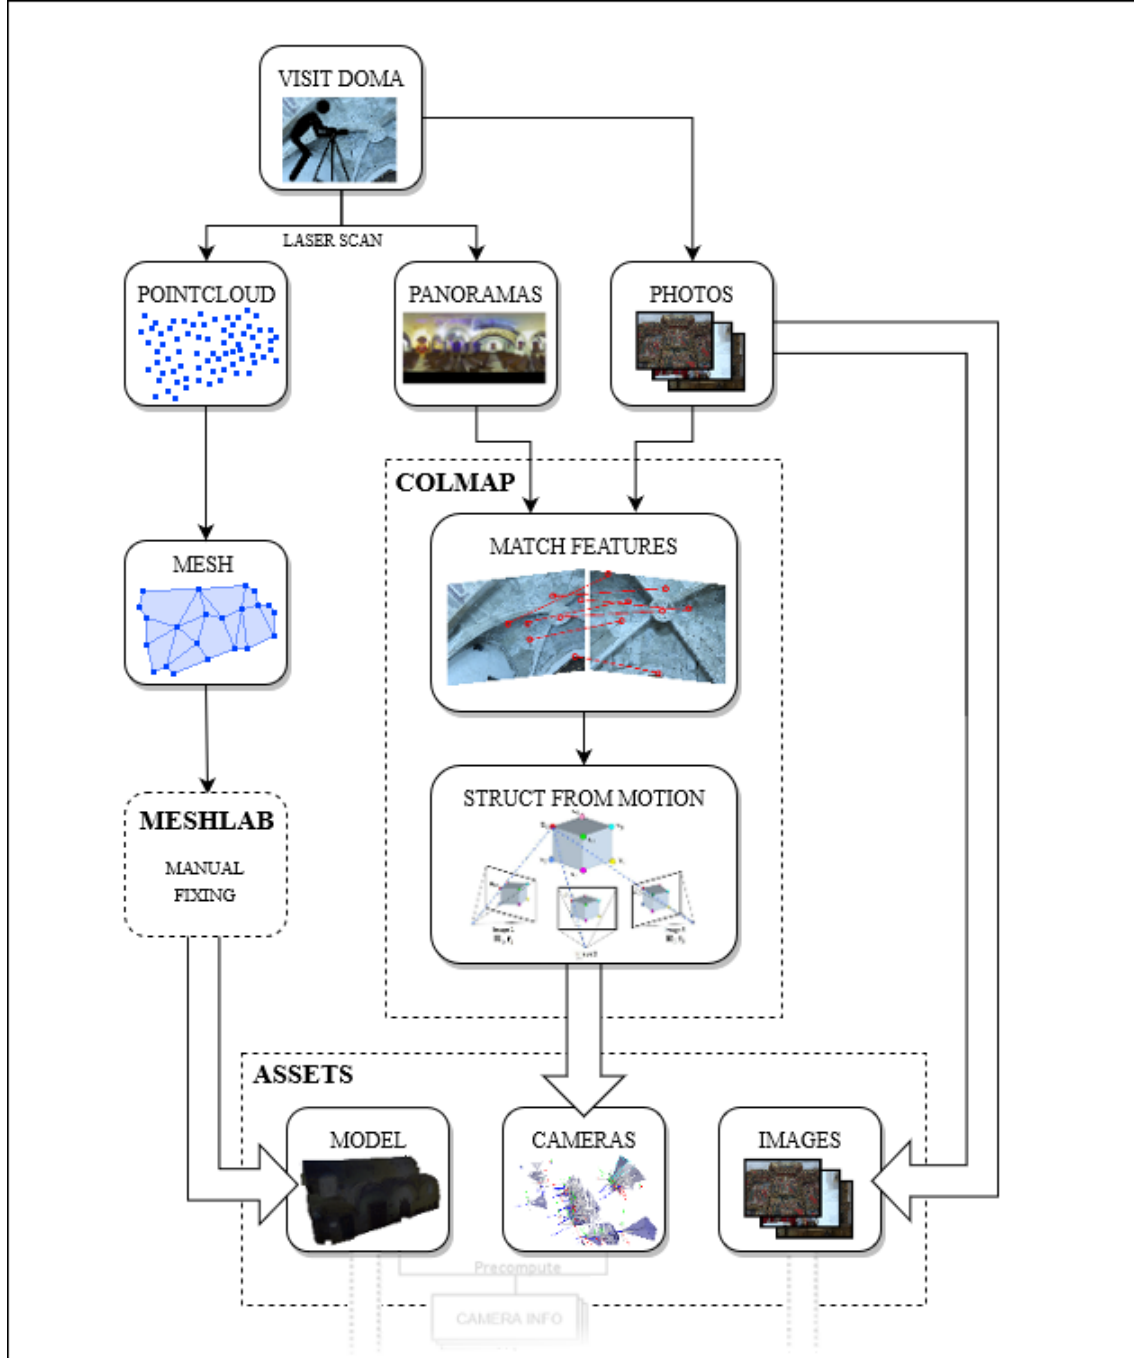 VISIT DOMA
LASER SCAN
POINTCLOUD
PANORAMAS
PHOTOS
COLMAP
MATCH FEATURES
MESH
STRUCT FROM MOTION
MESHLAB
MANUAL
FIXING
ASSETS
MODEL
CAMERAS
IMAGES
Precompute
CAMERA INFO